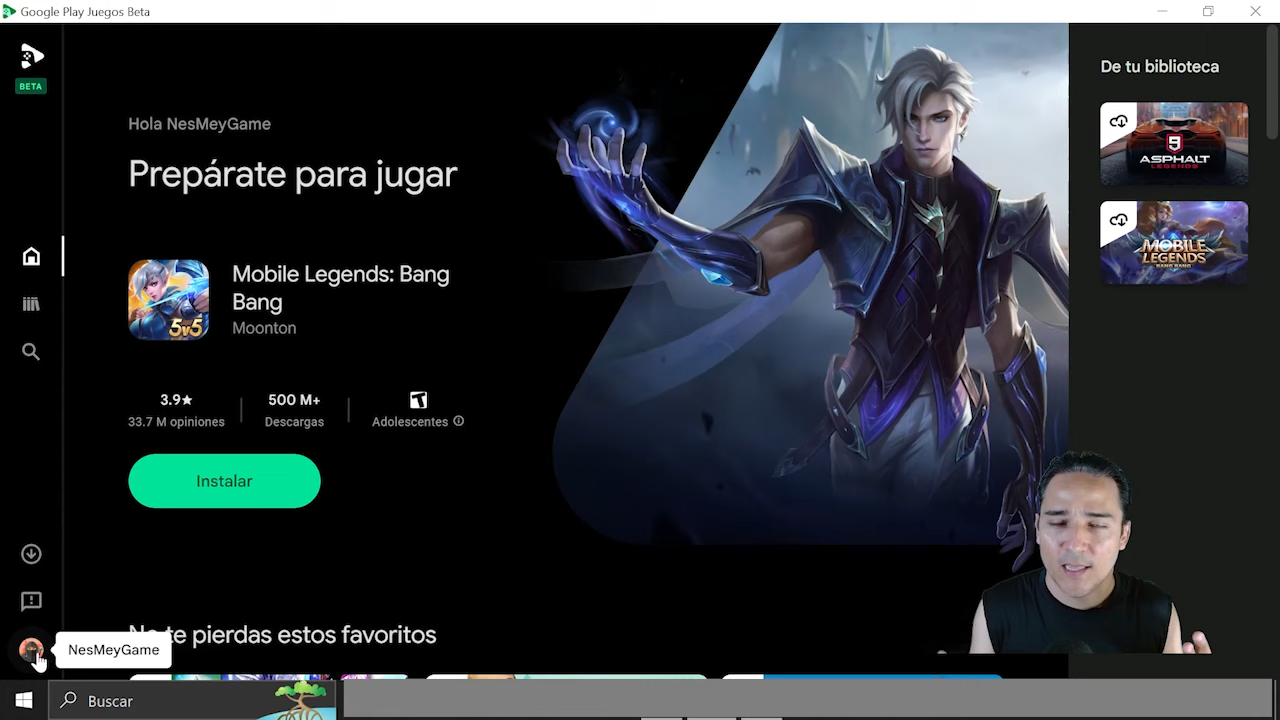 Google Play Juegos Beta
BETA
Hola NesMeyGame
Prepárate para jugar
Mobile Legends: Bang
Bang
Moonton
5v5
3.9★
33.7 M opiniones
500 M+
Descargas
T
Adolescentes
Instalar
No te pierdas estos favoritos
NesMeyGame
Buscar
De tu biblioteca
9
ASPHALT
LEGENDS
MOBILE
LEGENDS
BANG BANG